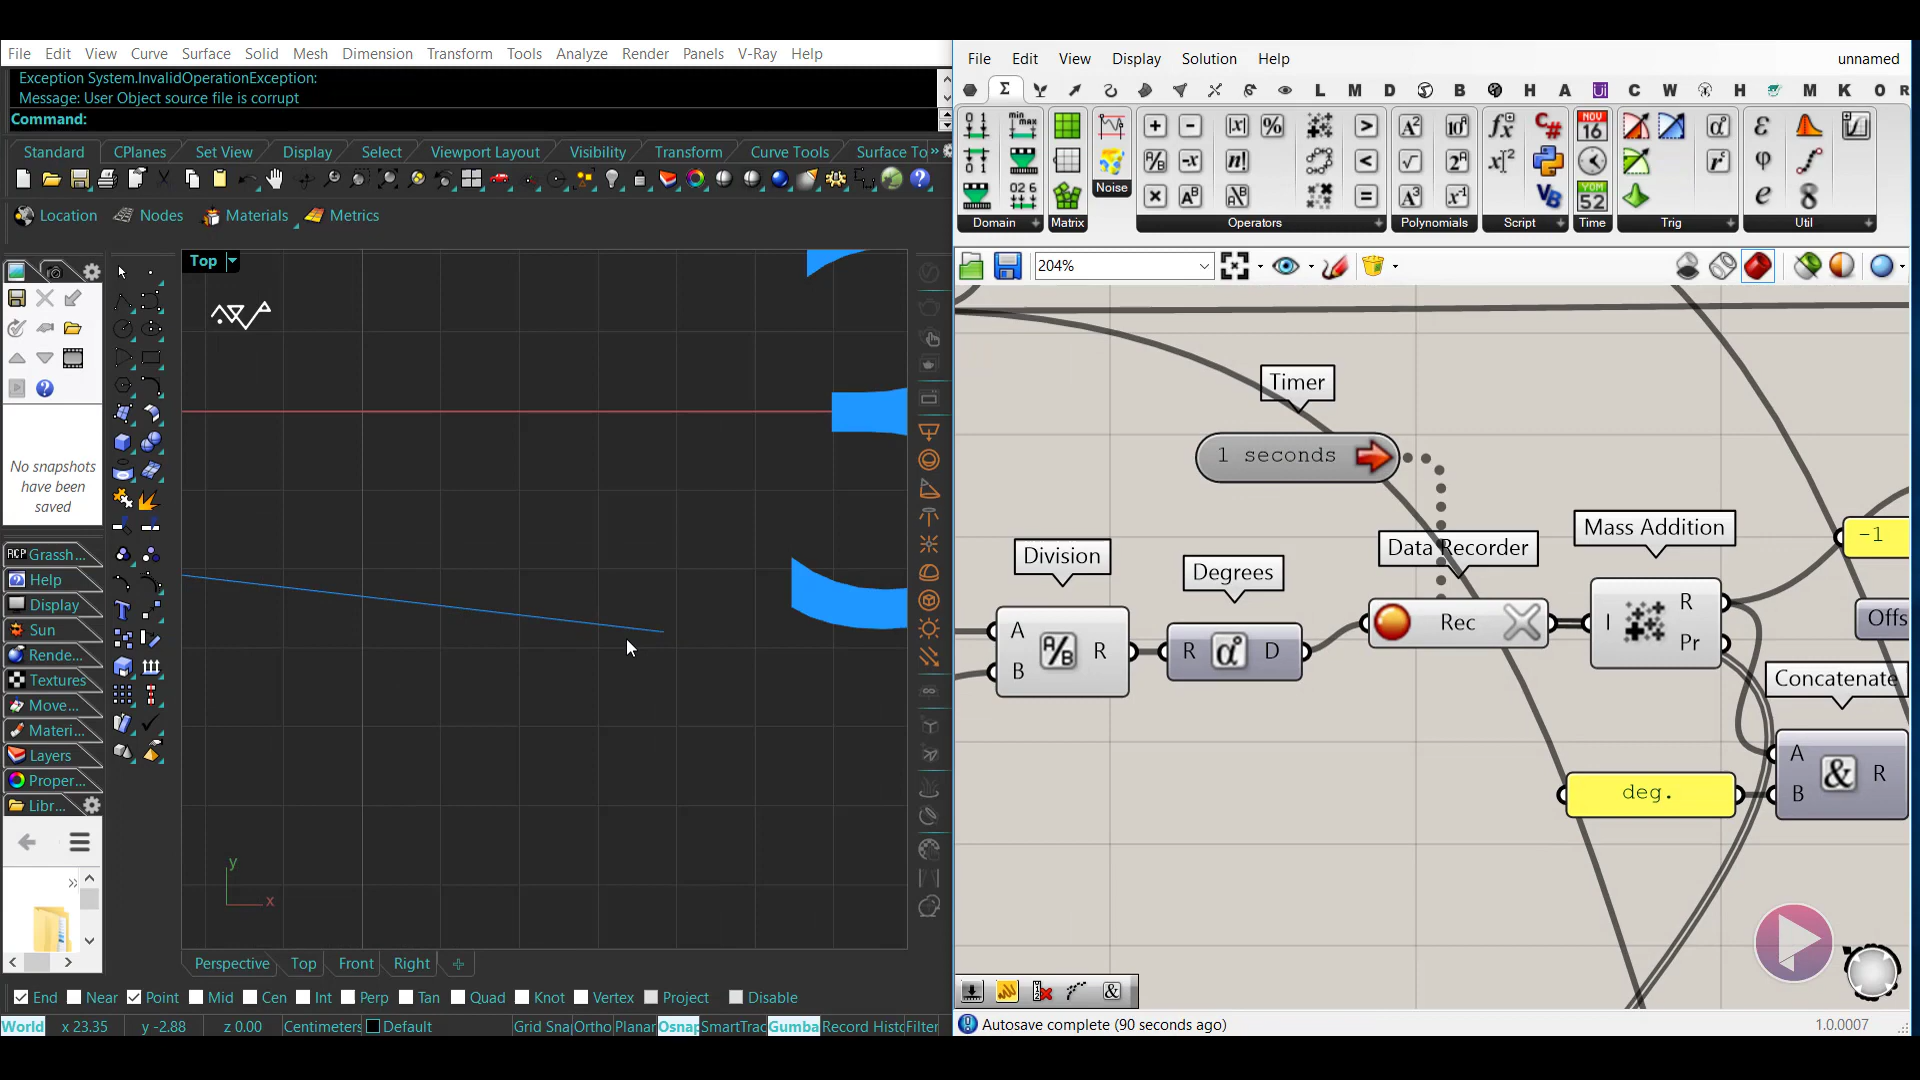 File Edit View Curve Surface Solid Mesh Dimension Transform Tools Analyze Render Panels V-Ray Help
Exception System.InvalidOperationException:
Message: User Object source file is corrupt
Command:
Standard CPlanes Set View Display Select Viewport Layout Visibility Transform Curve Tools Surface To
Location Nodes Materials Metrics
No snapshots
have been
saved
Grassh...
Help
Display
Sun
Rende...
Textures
Move...
Materi...
Layers
Proper...
Libr...
Top
y
x
Perspective Top Front Right
End Near Point Mid Cen Int Perp Tan Quad Knot Vertex Project Disable
World x 23.35 y -2.88 z 0.00 Centimeters Default Grid Sna Ortho Planar Osnap SmartTrac Gumba Record Histo Filter
File Edit View Display Solution Help unnamed
Domain Matrix Noise Operators Polynomials Script Time Trig Util
204%
Timer
1 seconds
Division
A
B
R
Degrees
R D
Data Recorder
Rec
Mass Addition
I
R
Pr
-1
Offs
Concatenate
A
B
R
deg.
Autosave complete (90 seconds ago) 1.0.0007